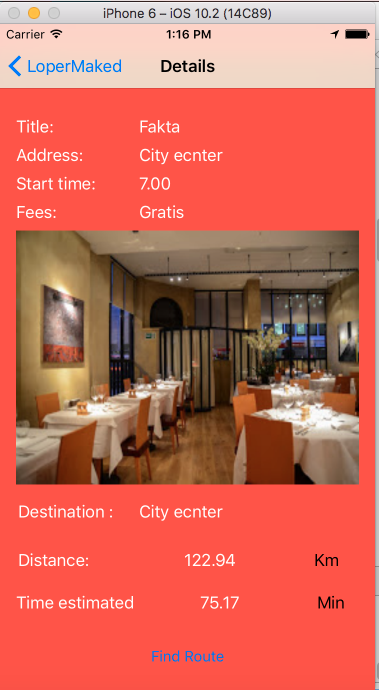 iPhone 6 – iOS 10.2 (14C89)
Carrier 1:16 PM
LoperMaked Details
Title: Fakta
Address: City ecnter
Start time: 7.00
Fees: Gratis
Destination : City ecnter
Distance: 122.94 Km
Time estimated 75.17 Min
Find Route